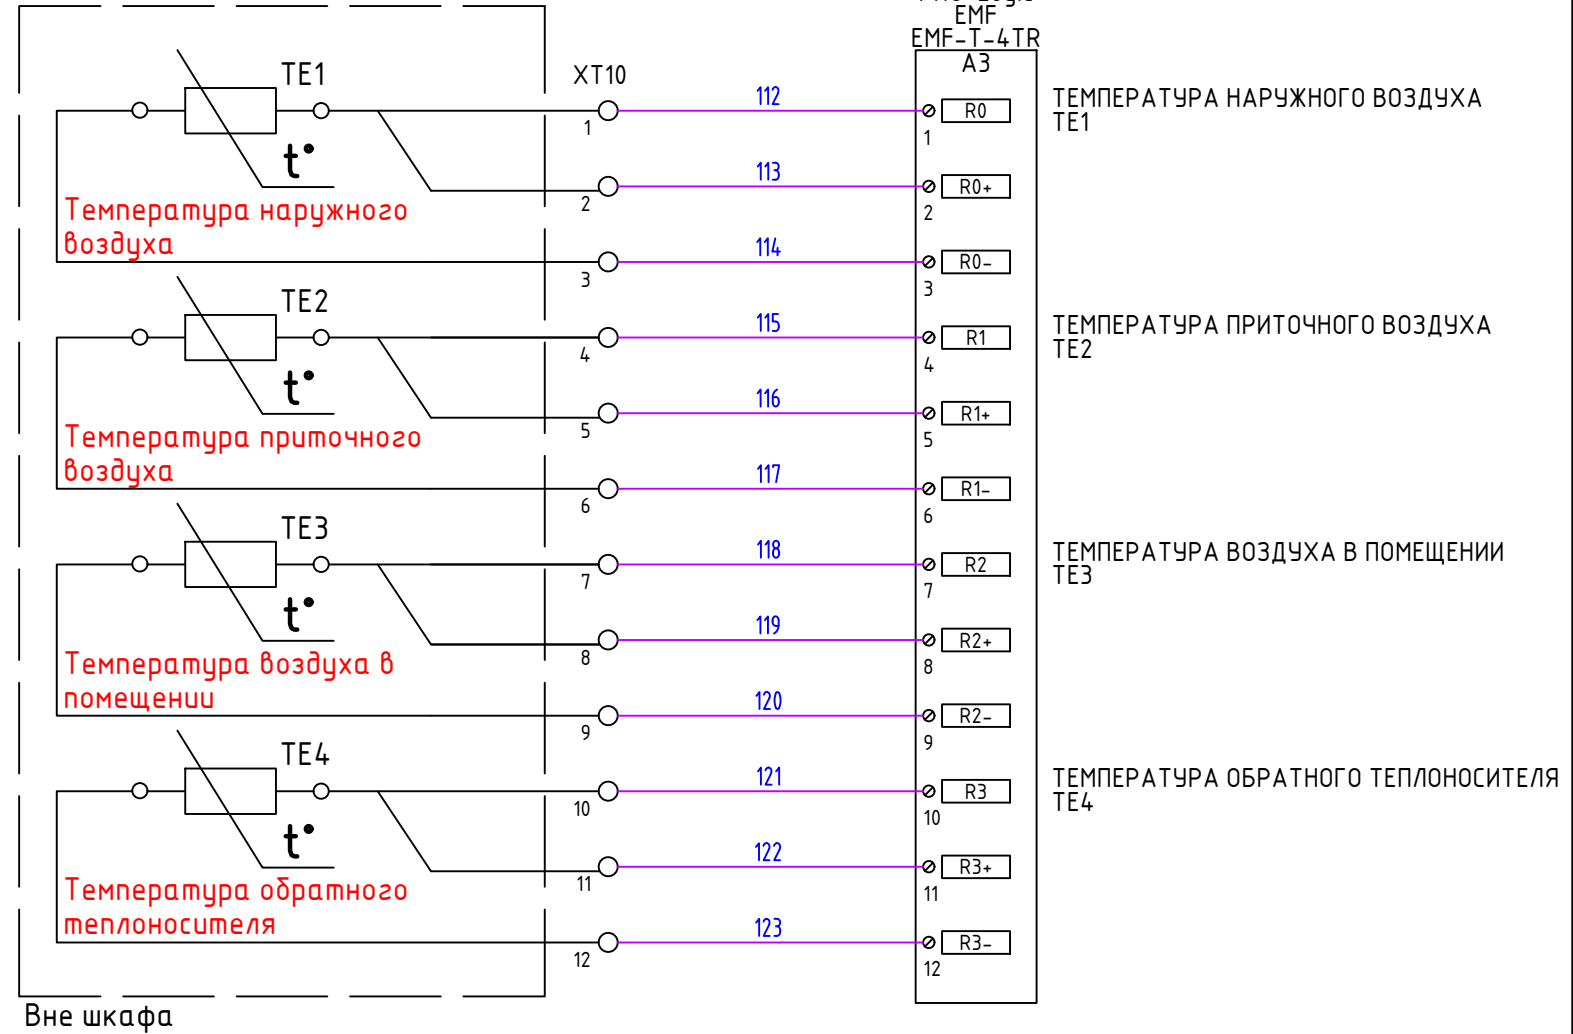 EMF
EMF-T-4TR
A3
XT10
TE1
t°
Температура наружного
воздуха
1
2
3
112
113
114
R0
1
R0+
2
R0-
3
ТЕМПЕРАТУРА НАРУЖНОГО ВОЗДУХА
TE1
TE2
t°
Температура приточного
воздуха
4
5
6
115
116
117
R1
4
R1+
5
R1-
6
ТЕМПЕРАТУРА ПРИТОЧНОГО ВОЗДУХА
TE2
TE3
t°
Температура воздуха в
помещении
7
8
9
118
119
120
R2
7
R2+
8
R2-
9
ТЕМПЕРАТУРА ВОЗДУХА В ПОМЕЩЕНИИ
TE3
TE4
t°
Температура обратного
теплоносителя
10
11
12
121
122
123
R3
10
R3+
11
R3-
12
ТЕМПЕРАТУРА ОБРАТНОГО ТЕПЛОНОСИТЕЛЯ
TE4
Вне шкафа